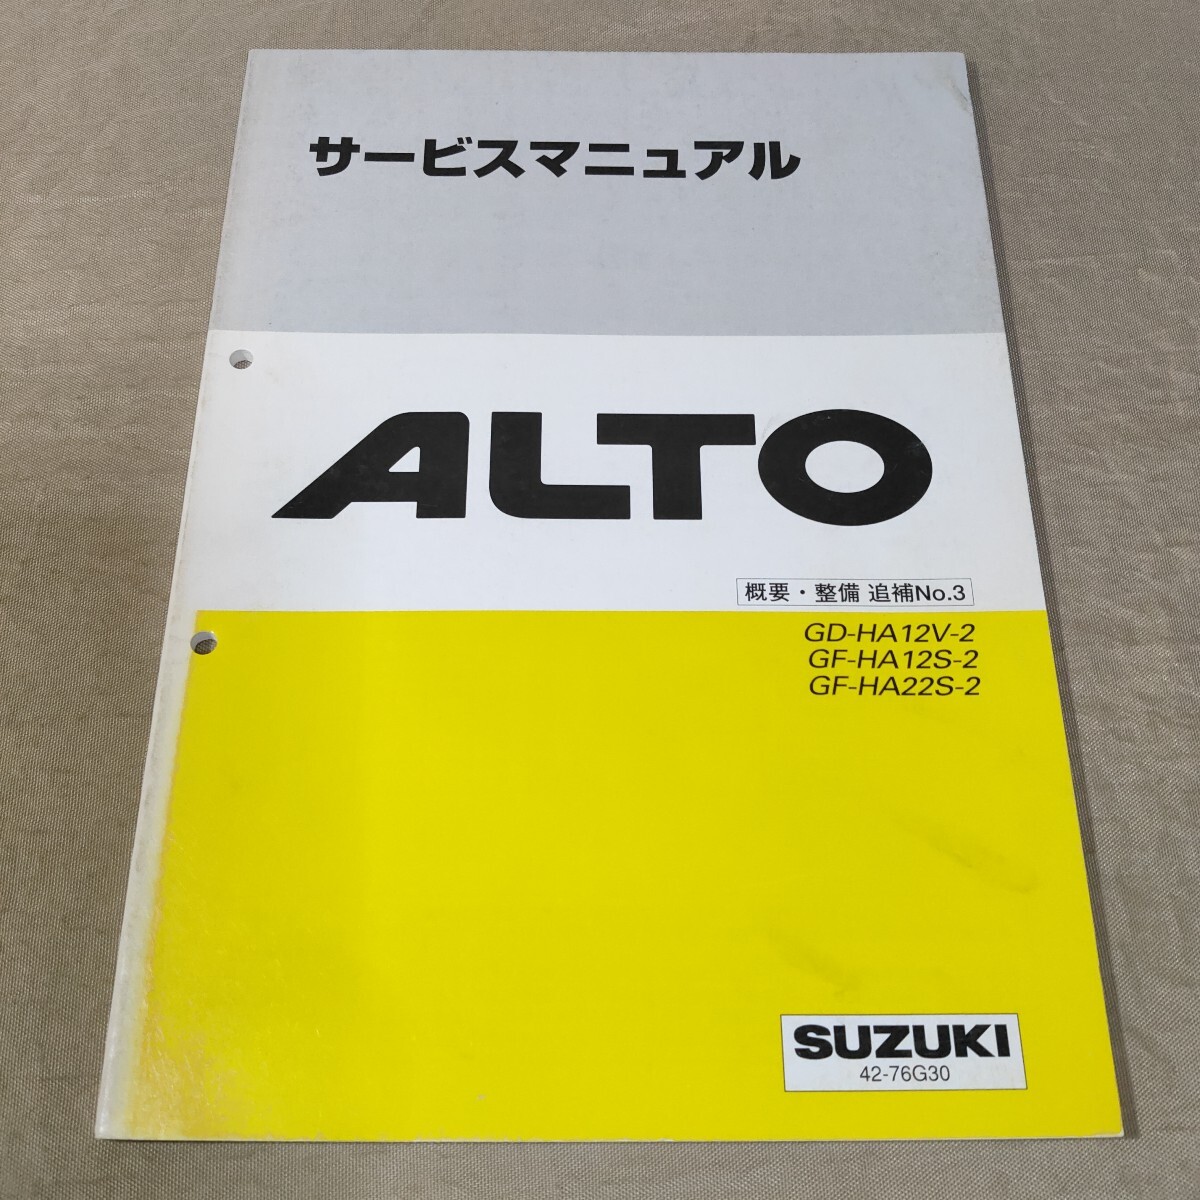 サービスマニュアル
ALTO
概要・整備 追補No.3
GD-HA12V-2
GF-HA12S-2
GF-HA22S-2
SUZUKI
42-76G30